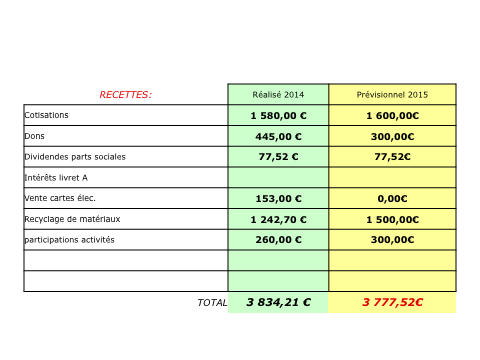 RECETTES: Réalisé 2014 Prévisionnel 2015
Cotisations 1 580,00 € 1 600,00€
Dons 445,00 € 300,00€
Dividendes parts sociales 77,52 € 77,52€
Intérêts livret A
Vente cartes élec. 153,00 € 0,00€
Recyclage de matériaux 1 242,70 € 1 500,00€
participations activités 260,00 € 300,00€
TOTAL 3 834,21 € 3 777,52€